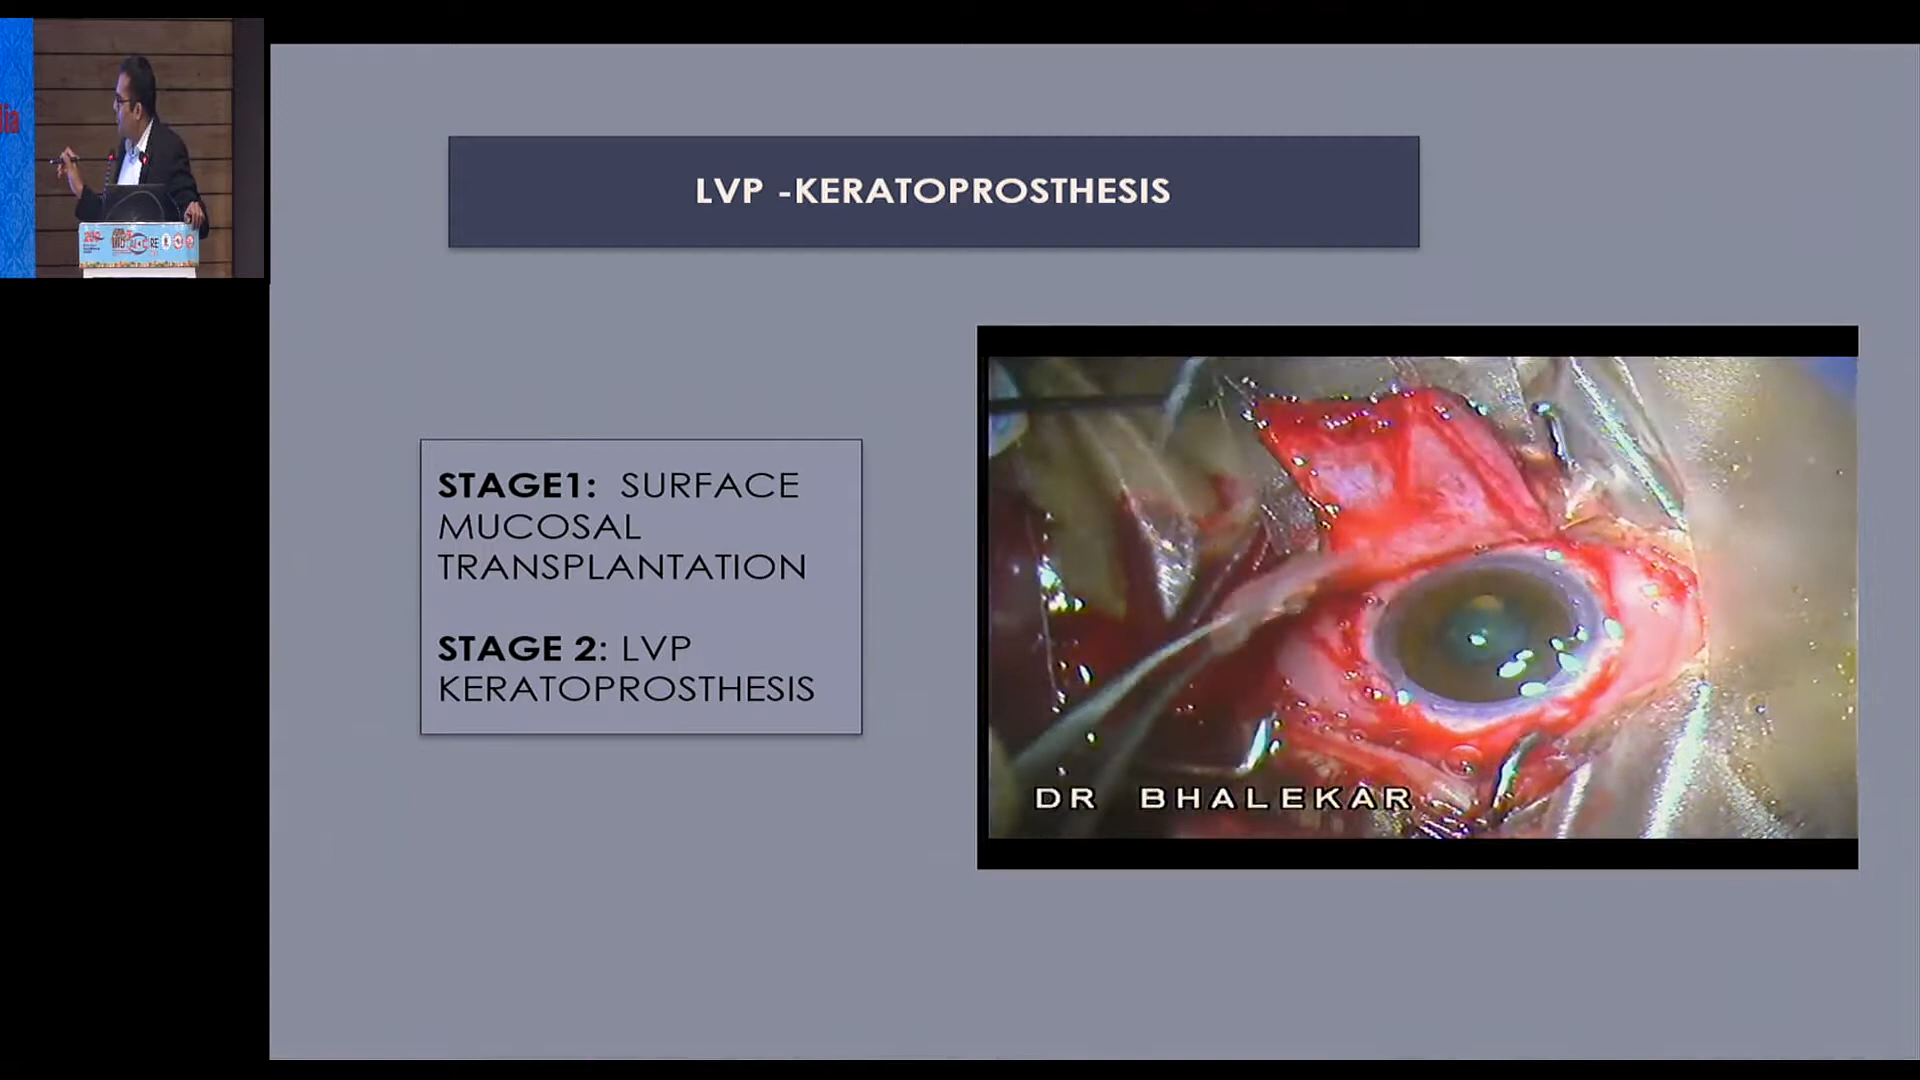 LVP -KERATOPROSTHESIS
STAGE1: SURFACE
MUCOSAL
TRANSPLANTATION
STAGE 2: LVP
KERATOPROSTHESIS
DR BHALEKAR